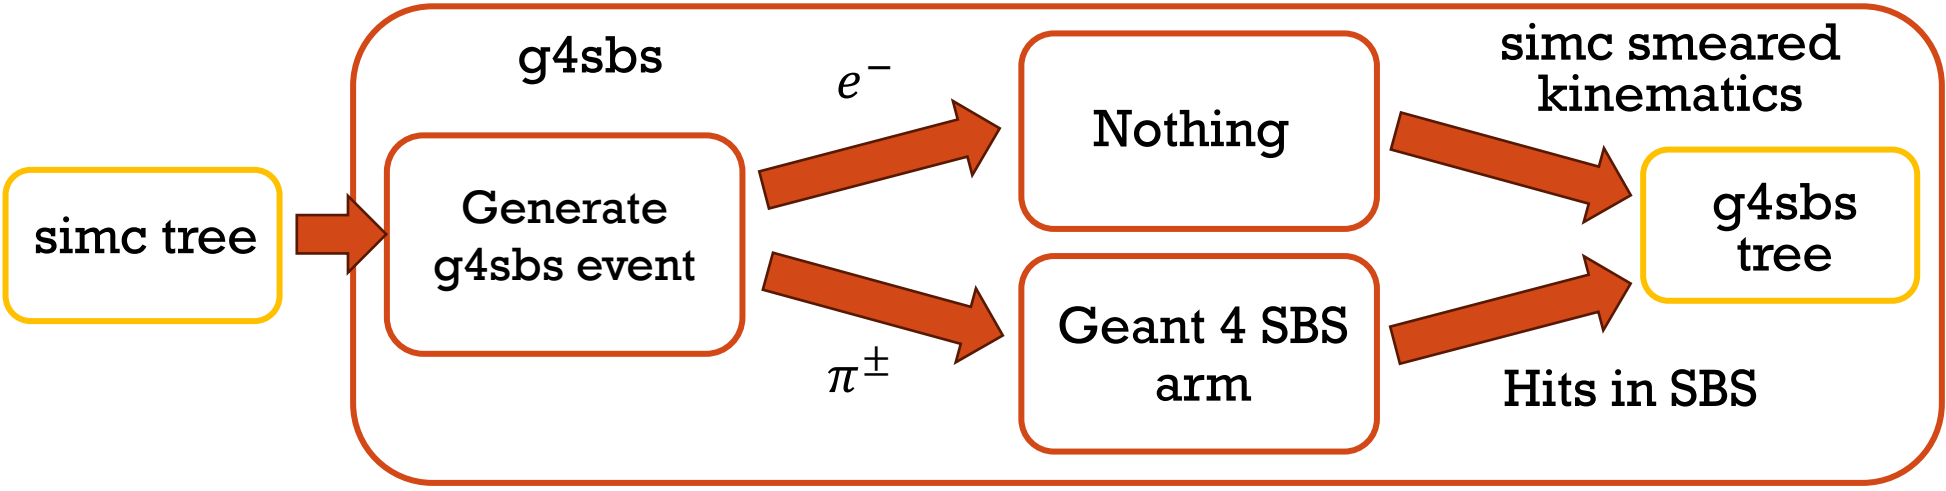 g4sbs
simc tree
Generate
g4sbs event
e⁻
π±
Nothing
Geant 4 SBS
arm
simc smeared
kinematics
Hits in SBS
g4sbs
tree